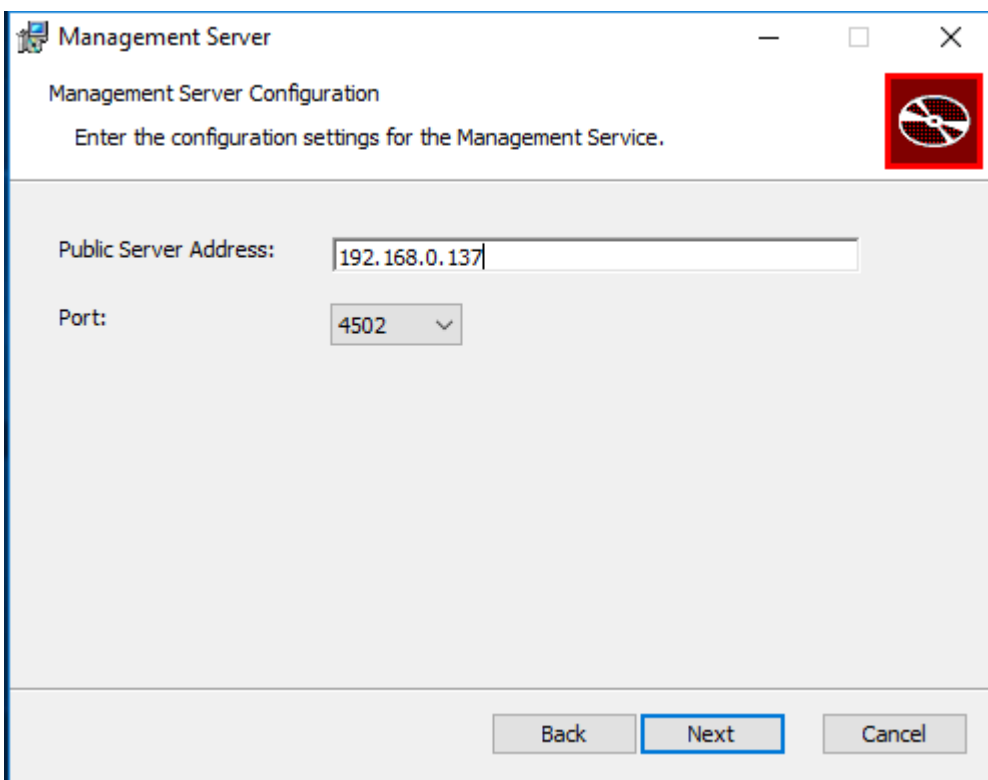 Management Server
Management Server Configuration
Enter the configuration settings for the Management Service.
Public Server Address: 192.168.0.137
Port: 4502
Back Next Cancel